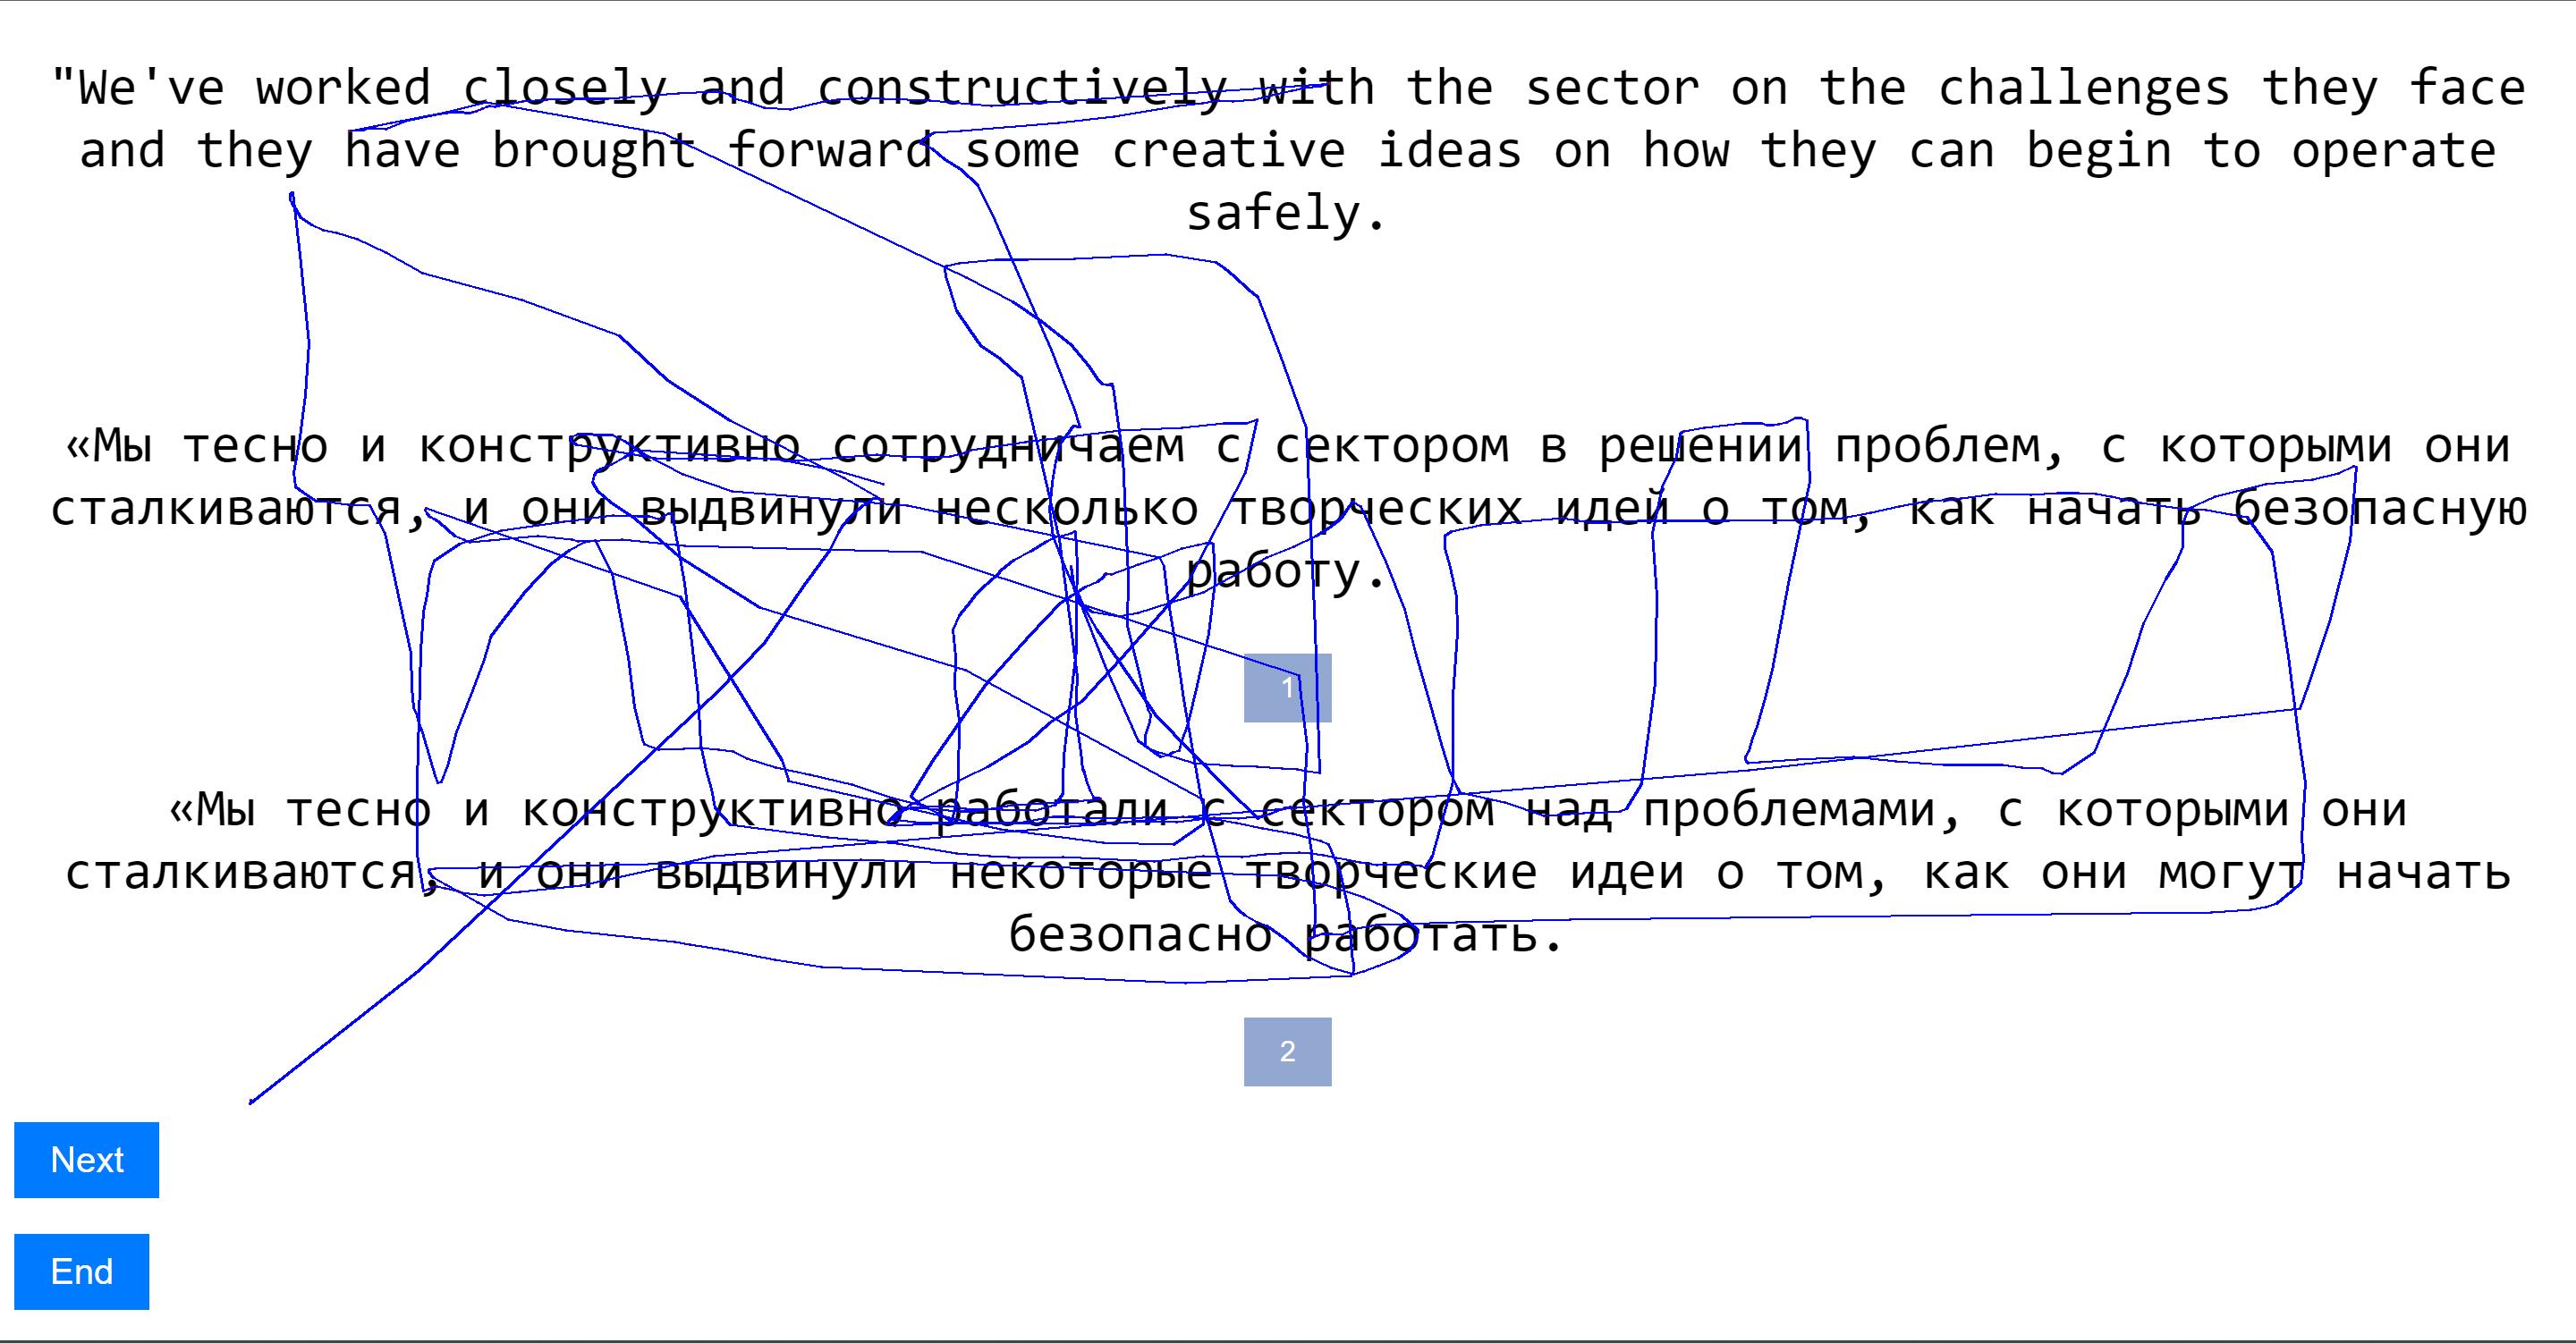 "We've worked closely and constructively with the sector on the challenges they face
and they have brought forward some creative ideas on how they can begin to operate
safely.
«Мы тесно и конструктивно сотрудничаем с сектором в решении проблем, с которыми они
сталкиваются, и они выдвинули несколько творческих идей о том, как начать безопасную
работу.
1
«Мы тесно и конструктивно работали с сектором над проблемами, с которыми они
сталкиваются, и они выдвинули некоторые творческие идеи о том, как они могут начать
безопасно работать.
2
Next
End